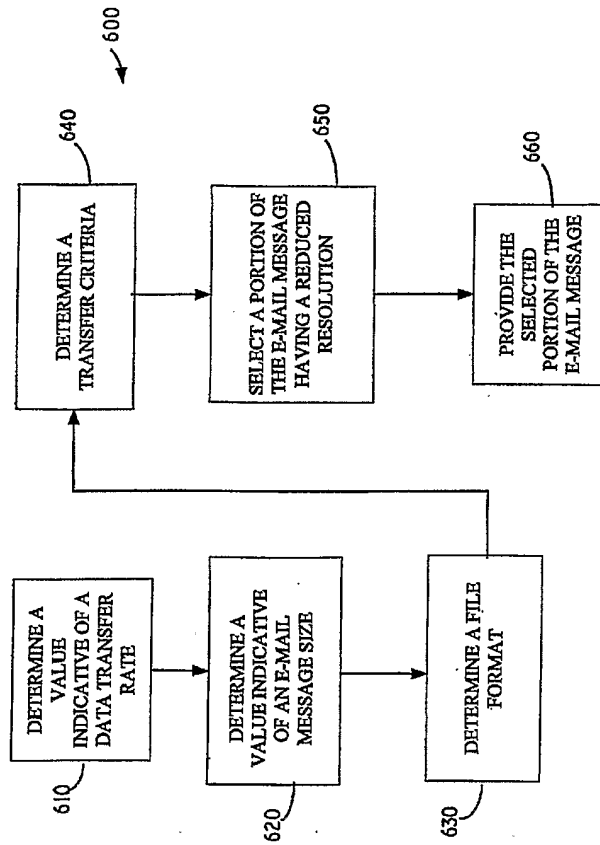 600
610
DETERMINE A
VALUE
INDICATIVE OF A
DATA TRANSFER
RATE
620
DETERMINE A
VALUE INDICATIVE
OF AN E-MAIL
MESSAGE SIZE
630
DETERMINE A FILE
FORMAT
640
DETERMINE A
TRANSFER CRITERIA
650
SELECT A PORTION OF
THE E-MAIL MESSAGE
HAVING A REDUCED
RESOLUTION
660
PROVIDE THE
SELECTED
PORTION OF THE
E-MAIL MESSAGE